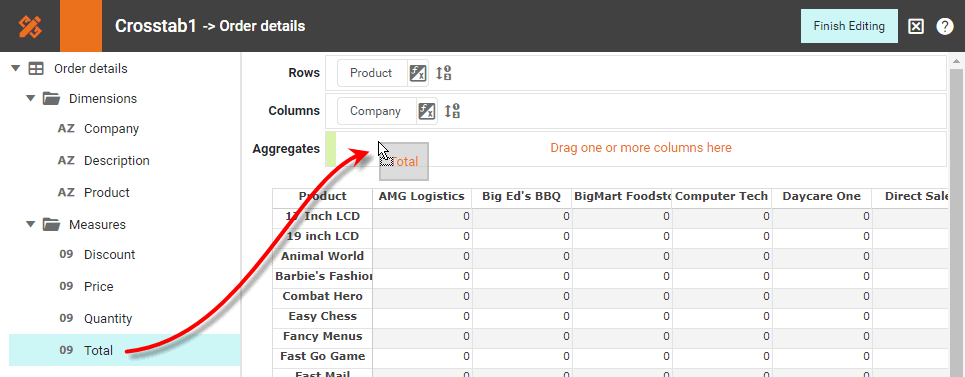 Crosstab1 -> Order details
Finish Editing
?
Order details
Dimensions
AZ Company
AZ Description
AZ Product
Measures
09 Discount
09 Price
09 Quantity
09 Total
Rows Product
Columns Company
Aggregates Total Drag one or more columns here
Product AMG Logistics Big Ed's BBQ BigMart Foodsto Computer Tech Daycare One Direct Sale
Inch LCD 0 0 0 0 0
19 inch LCD 0 0 0 0 0
Animal World 0 0 0 0 0
Barbie's Fashion 0 0 0 0 0
Combat Hero 0 0 0 0 0
Easy Chess 0 0 0 0 0
Fancy Menus 0 0 0 0 0
Fast Go Game 0 0 0 0 0
Fast Mail 0 0 0 0 0